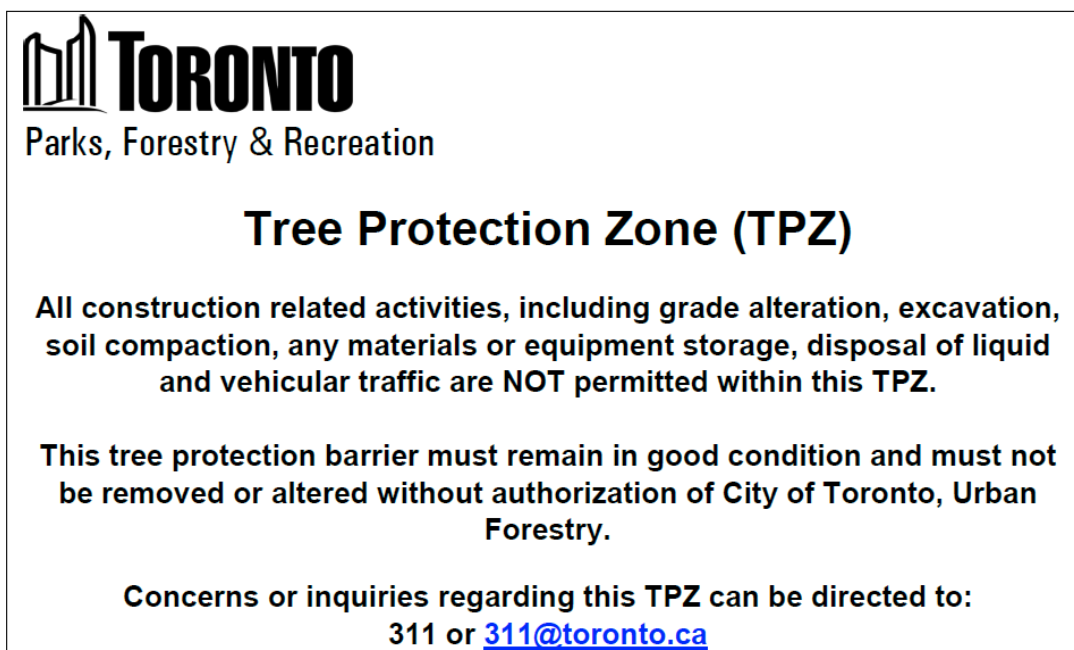 TORONTO
Parks, Forestry & Recreation
Tree Protection Zone (TPZ)
All construction related activities, including grade alteration, excavation,
soil compaction, any materials or equipment storage, disposal of liquid
and vehicular traffic are NOT permitted within this TPZ.
This tree protection barrier must remain in good condition and must not
be removed or altered without authorization of City of Toronto, Urban
Forestry.
Concerns or inquiries regarding this TPZ can be directed to:
311 or 311@toronto.ca